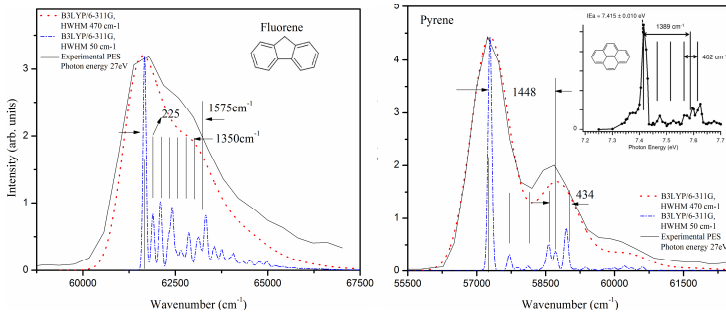 B3LYP/6-311G,
HWHM 470 cm-1
B3LYP/6-311G,
HWHM 50 cm-1
Experimental PES
Photon energy 27eV
Fluorene
225
1575cm-1
1350cm-1
Intensity (arb. units)
3
2
1
0
60000 62500 65000 67500
Wavenumber (cm-1)
Pyrene
5
4
3
2
1
0
1448
434
IEa = 7.415 ± 0.010 eV
1389 cm-1
402 cm-1
7.2 7.3 7.4 7.5 7.6 7.7
Photon Energy (eV)
B3LYP/6-311G,
HWHM 470 cm-1
B3LYP/6-311G,
HWHM 50 cm-1
Experimental PES
Photon energy 27eV
55500 57000 58500 60000 61500
Wavenumber (cm-1)